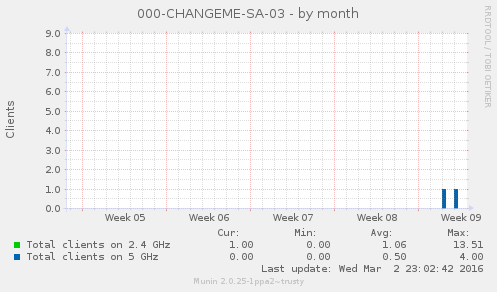 000-CHANGEME-SA-03 - by month
RRDTOOL / TOBI OETIKER
Clients
9.0
8.0
7.0
6.0
5.0
4.0
3.0
2.0
1.0
0.0
Week 05 Week 06 Week 07 Week 08 Week 09
Cur: Min: Avg: Max:
Total clients on 2.4 GHz 1.00 0.00 1.06 13.51
Total clients on 5 GHz 0.00 0.00 0.50 4.00
Last update: Wed Mar 2 23:02:42 2016
Munin 2.0.25-1ppa2~trusty